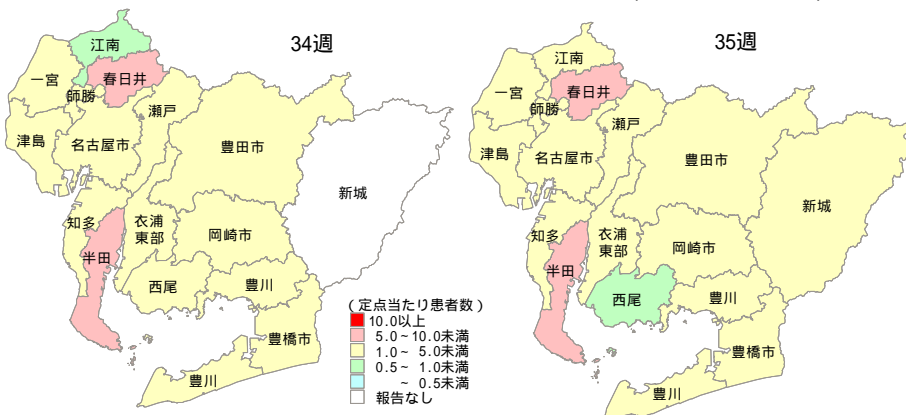 34週
江南
一宮
春日井
師勝
瀬戸
津島
名古屋市
豊田市
新城
知多
衣浦
東部
岡崎市
半田
西尾
豊川
豊橋市
豊川
(定点当たり患者数)
10.0以上
5.0~10.0未満
1.0~ 5.0未満
0.5~ 1.0未満
~ 0.5未満
報告なし
35週
江南
一宮
春日井
師勝
瀬戸
津島
名古屋市
豊田市
新城
知多
衣浦
東部
岡崎市
半田
西尾
豊川
豊橋市
豊川